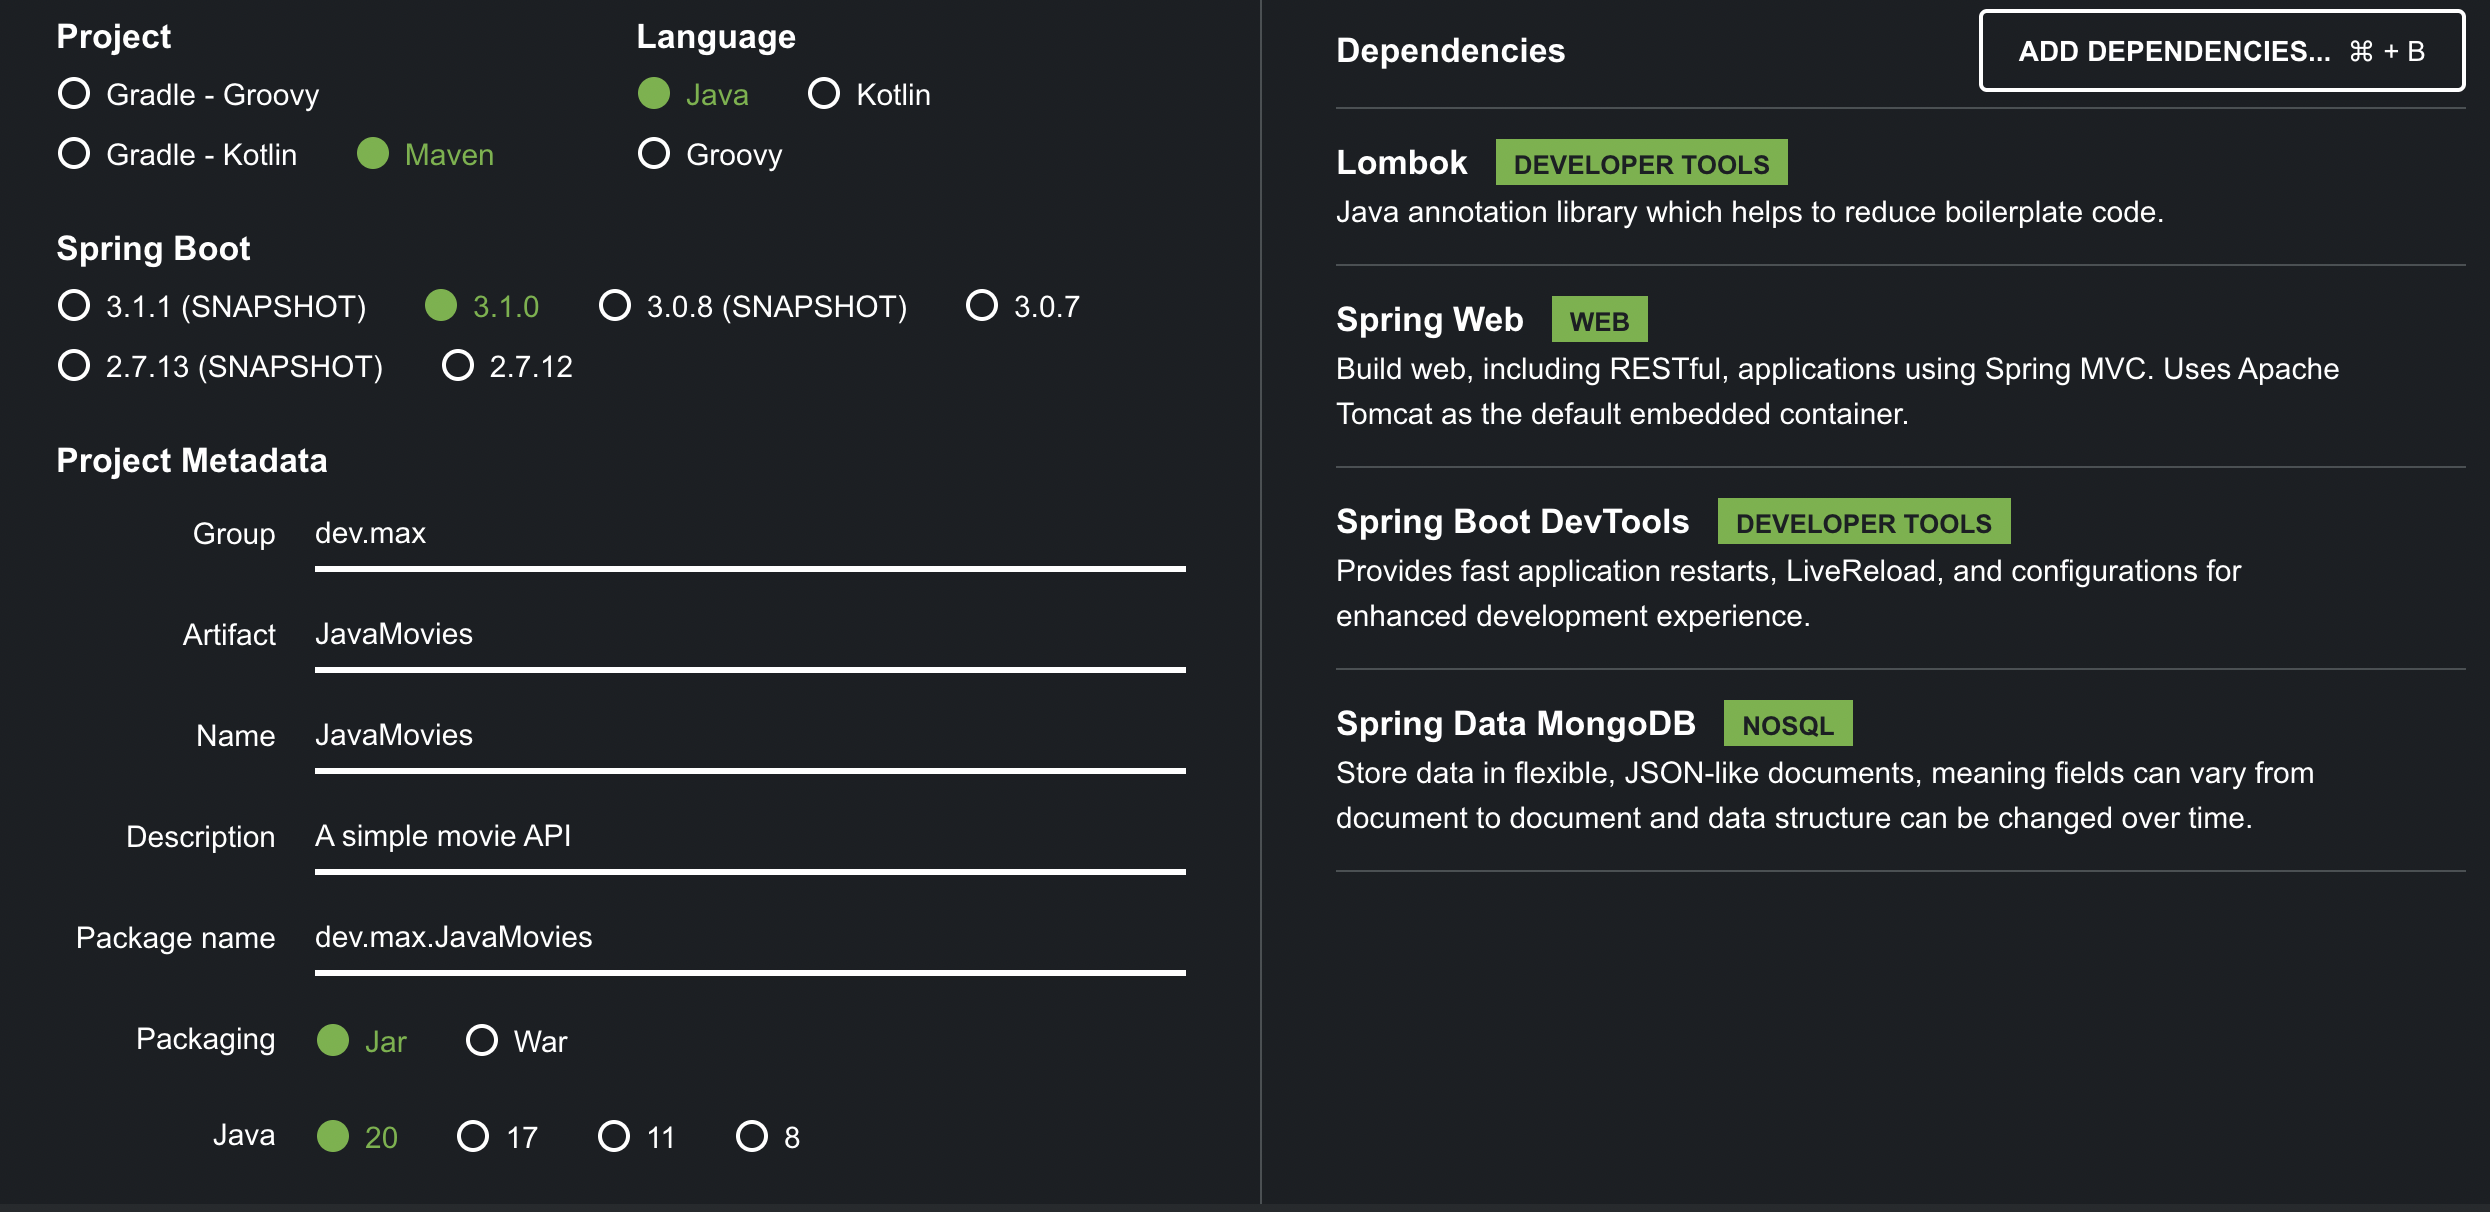 Project
Gradle - Groovy
Gradle - Kotlin Maven
Language
Java Kotlin
Groovy
Spring Boot
3.1.1 (SNAPSHOT) 3.1.0 3.0.8 (SNAPSHOT) 3.0.7
2.7.13 (SNAPSHOT) 2.7.12
Project Metadata
Group dev.max
Artifact JavaMovies
Name JavaMovies
Description A simple movie API
Package name dev.max.JavaMovies
Packaging Jar War
Java 20 17 11 8
Dependencies ADD DEPENDENCIES... ⌘ + B
Lombok DEVELOPER TOOLS
Java annotation library which helps to reduce boilerplate code.
Spring Web WEB
Build web, including RESTful, applications using Spring MVC. Uses Apache
Tomcat as the default embedded container.
Spring Boot DevTools DEVELOPER TOOLS
Provides fast application restarts, LiveReload, and configurations for
enhanced development experience.
Spring Data MongoDB NOSQL
Store data in flexible, JSON-like documents, meaning fields can vary from
document to document and data structure can be changed over time.